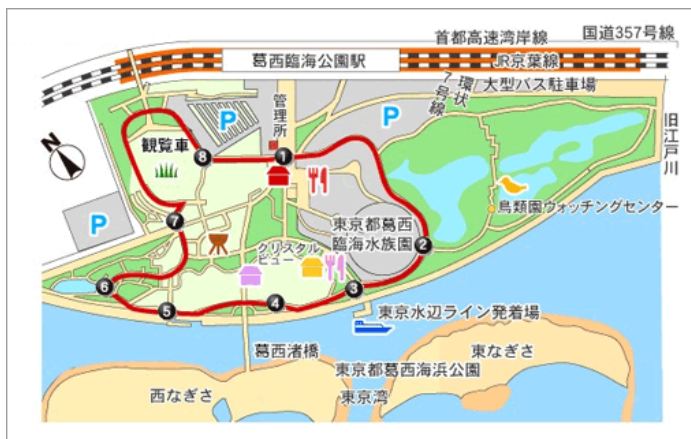 国道357号線
首都高速湾岸線
葛西臨海公園駅
JR京葉線
大型バス駐車場
環状
7号線
管理所
P
P
旧江戸川
N
観覧車
8
1
鳥類園ウォッチングセンター
P
7
東京都葛西
臨海水族園
2
クリスタル
ビュー
6
5
4
3
東京水辺ライン発着場
葛西渚橋
東なぎさ
東京都葛西海浜公園
西なぎさ
東京湾